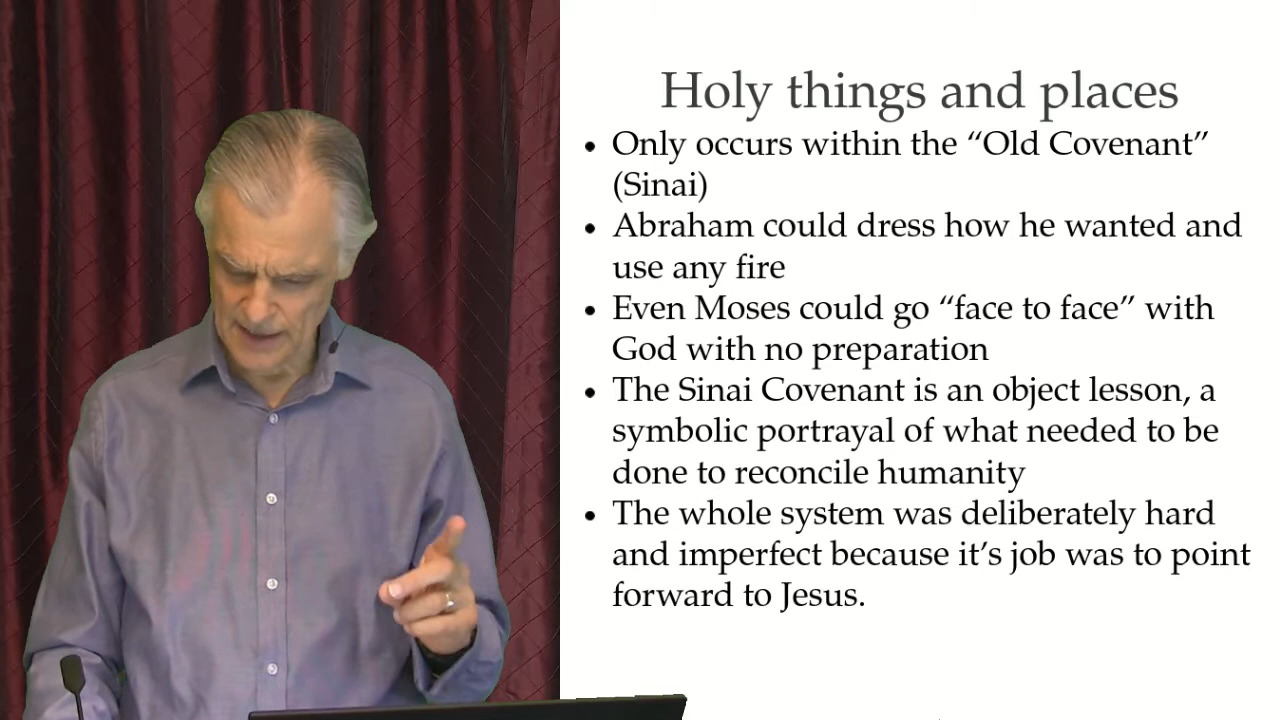 Holy things and places
• Only occurs within the “Old Covenant”
(Sinai)
• Abraham could dress how he wanted and
use any fire
• Even Moses could go “face to face” with
God with no preparation
• The Sinai Covenant is an object lesson, a
symbolic portrayal of what needed to be
done to reconcile humanity
• The whole system was deliberately hard
and imperfect because it’s job was to point
forward to Jesus.